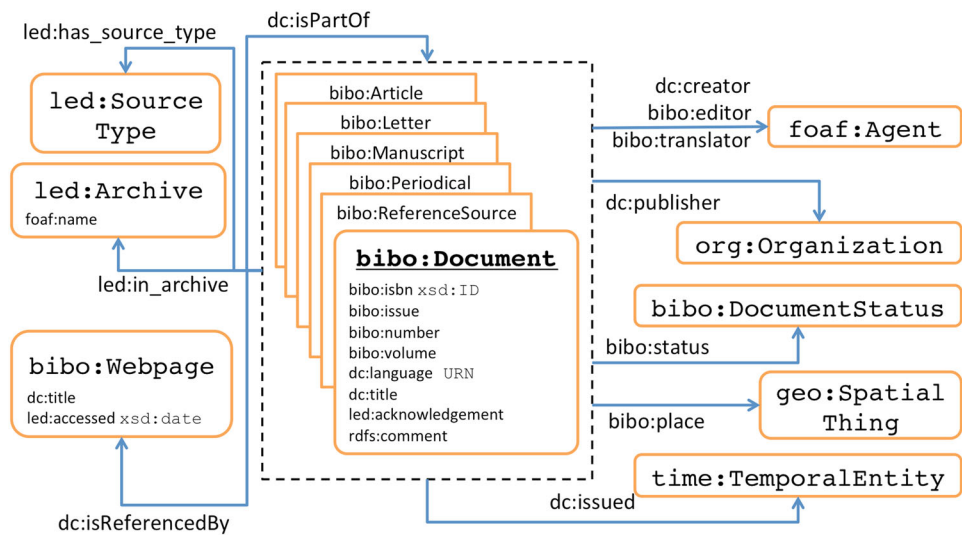 dc:isPartOf
led:has_source_type
led:Source
Type
led:Archive
foaf:name
led:in_archive
bibo:Webpage
dc:title
led:accessed xsd:date
dc:isReferencedBy
bibo:Article
bibo:Letter
bibo:Manuscript
bibo:Periodical
bibo:ReferenceSource
bibo:Document
bibo:isbn xsd:ID
bibo:issue
bibo:number
bibo:volume
dc:language URN
dc:title
led:acknowledgement
rdfs:comment
dc:creator
bibo:editor
bibo:translator
foaf:Agent
dc:publisher
org:Organization
bibo:DocumentStatus
bibo:status
geo:Spatial
Thing
bibo:place
time:TemporalEntity
dc:issued